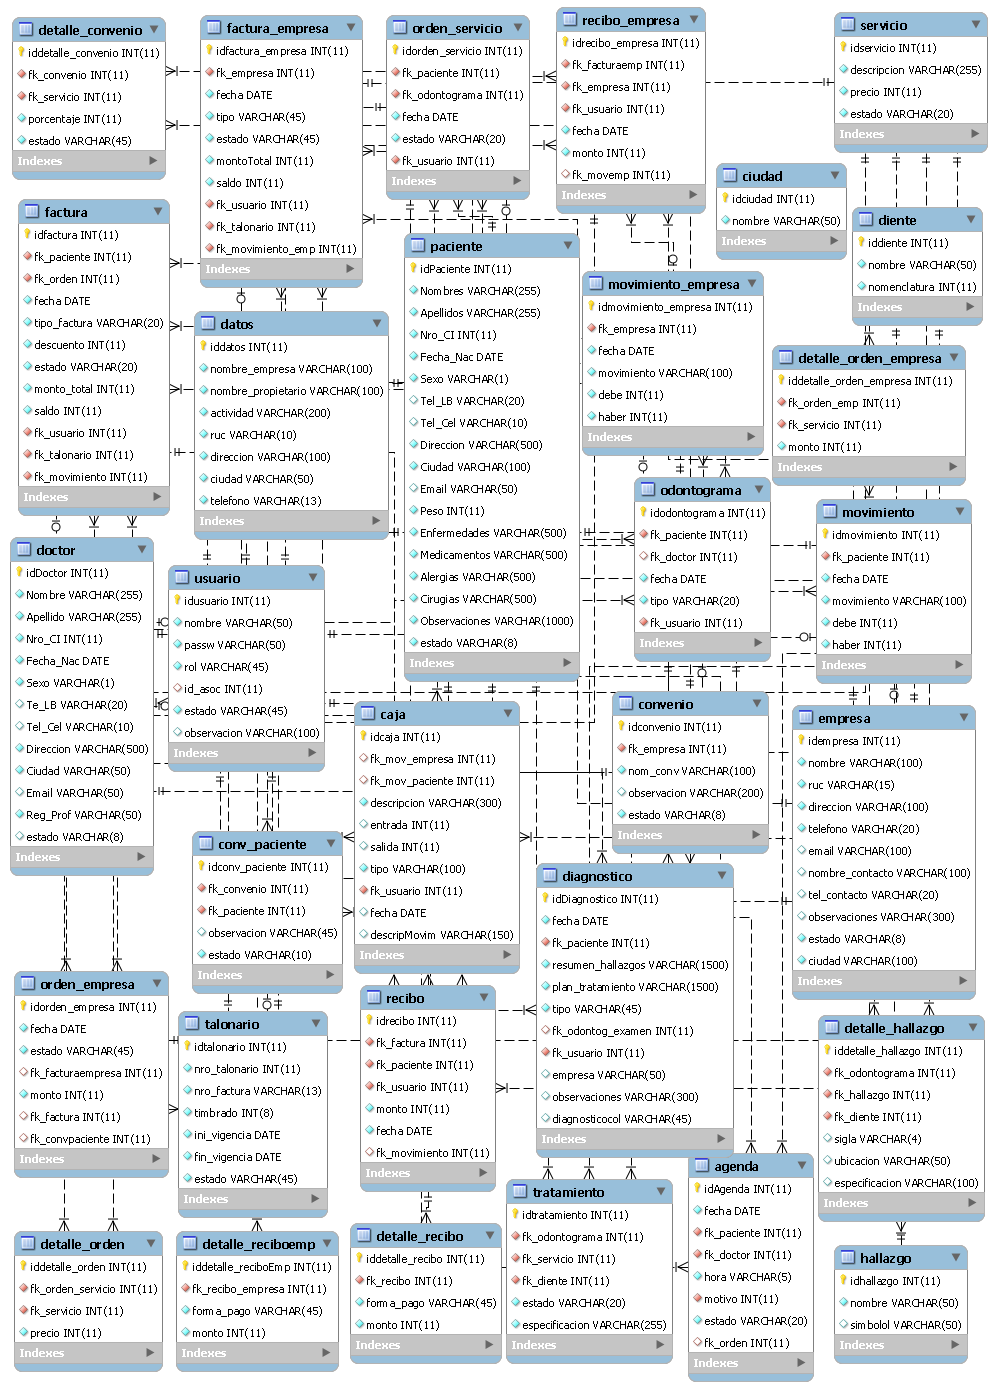 detalle_convenio
iddetalle_convenio INT(11)
fk_convenio INT(11)
fk_servicio INT(11)
porcentaje INT(11)
estado VARCHAR(45)
Indexes
factura_empresa
idfactura_empresa INT(11)
fk_empresa INT(11)
fecha DATE
tipo VARCHAR(45)
estado VARCHAR(45)
montoTotal INT(11)
saldo INT(11)
fk_usuario INT(11)
fk_talonario INT(11)
fk_movimiento_emp INT(11)
Indexes
orden_servicio
idorden_servicio INT(11)
fk_paciente INT(11)
fk_odontograma INT(11)
fecha DATE
estado VARCHAR(20)
fk_usuario INT(11)
Indexes
recibo_empresa
idrecibo_empresa INT(11)
fk_facturaemp INT(11)
fk_empresa INT(11)
fk_usuario INT(11)
fecha DATE
monto INT(11)
fk_movemp INT(11)
Indexes
servicio
idservicio INT(11)
descripcion VARCHAR(255)
precio INT(11)
estado VARCHAR(20)
Indexes
ciudad
idciudad INT(11)
nombre VARCHAR(50)
Indexes
factura
idfactura INT(11)
fk_paciente INT(11)
fk_orden INT(11)
fecha DATE
tipo_factura VARCHAR(20)
descuento INT(11)
estado VARCHAR(20)
monto_total INT(11)
saldo INT(11)
fk_usuario INT(11)
fk_talonario INT(11)
fk_movimiento INT(11)
Indexes
diente
iddiente INT(11)
nombre VARCHAR(50)
nomenclatura INT(11)
Indexes
paciente
idPaciente INT(11)
Nombres VARCHAR(255)
Apellidos VARCHAR(255)
Nro_CI INT(11)
Fecha_Nac DATE
Sexo VARCHAR(1)
Tel_LB VARCHAR(20)
Tel_Cel VARCHAR(10)
Direccion VARCHAR(500)
Ciudad VARCHAR(100)
Email VARCHAR(50)
Peso INT(11)
Enfermedades VARCHAR(500)
Medicamentos VARCHAR(500)
Alergias VARCHAR(500)
Cirugias VARCHAR(500)
Observaciones VARCHAR(1000)
estado VARCHAR(8)
Indexes
movimiento_empresa
idmovimiento_empresa INT(11)
fk_empresa INT(11)
fecha DATE
movimiento VARCHAR(100)
debe INT(11)
haber INT(11)
Indexes
datos
iddatos INT(11)
nombre_empresa VARCHAR(100)
nombre_propietario VARCHAR(100)
actividad VARCHAR(200)
ruc VARCHAR(10)
direccion VARCHAR(100)
ciudad VARCHAR(50)
telefono VARCHAR(13)
Indexes
detalle_orden_empresa
iddetalle_orden_empresa INT(11)
fk_orden_emp INT(11)
fk_servicio INT(11)
monto INT(11)
Indexes
odontograma
idodontograma INT(11)
fk_paciente INT(11)
fk_doctor INT(11)
fecha DATE
tipo VARCHAR(20)
fk_usuario INT(11)
Indexes
movimiento
idmovimiento INT(11)
fk_paciente INT(11)
fecha DATE
movimiento VARCHAR(100)
debe INT(11)
haber INT(11)
Indexes
doctor
idDoctor INT(11)
Nombre VARCHAR(255)
Apellido VARCHAR(255)
Nro_CI INT(11)
Fecha_Nac DATE
Sexo VARCHAR(1)
Te_LB VARCHAR(20)
Tel_Cel VARCHAR(10)
Direccion VARCHAR(500)
Ciudad VARCHAR(50)
Email VARCHAR(50)
Reg_Prof VARCHAR(50)
estado VARCHAR(8)
Indexes
usuario
idusuario INT(11)
nombre VARCHAR(50)
passw VARCHAR(50)
rol VARCHAR(45)
id_asoc INT(11)
estado VARCHAR(45)
observacion VARCHAR(100)
Indexes
convenio
idconvenio INT(11)
fk_empresa INT(11)
nom_conv VARCHAR(100)
observacion VARCHAR(200)
estado VARCHAR(8)
Indexes
caja
idcaja INT(11)
fk_mov_empresa INT(11)
fk_mov_paciente INT(11)
descripcion VARCHAR(300)
entrada INT(11)
salida INT(11)
tipo VARCHAR(100)
fk_usuario INT(11)
fecha DATE
descripMovim VARCHAR(150)
Indexes
empresa
idempresa INT(11)
nombre VARCHAR(100)
ruc VARCHAR(15)
direccion VARCHAR(100)
telefono VARCHAR(20)
email VARCHAR(100)
nombre_contacto VARCHAR(100)
tel_contacto VARCHAR(20)
observaciones VARCHAR(300)
estado VARCHAR(8)
ciudad VARCHAR(100)
Indexes
conv_paciente
idconv_paciente INT(11)
fk_convenio INT(11)
fk_paciente INT(11)
observacion VARCHAR(45)
estado VARCHAR(10)
Indexes
diagnostico
idDiagnostico INT(11)
fecha DATE
fk_paciente INT(11)
resumen_hallazgos VARCHAR(1500)
plan_tratamiento VARCHAR(1500)
tipo VARCHAR(45)
fk_odontog_examen INT(11)
fk_usuario INT(11)
empresa VARCHAR(50)
observaciones VARCHAR(300)
diagnosticocol VARCHAR(45)
Indexes
orden_empresa
idorden_empresa INT(11)
fecha DATE
estado VARCHAR(45)
fk_facturaempresa INT(11)
monto INT(11)
fk_factura INT(11)
fk_convpaciente INT(11)
Indexes
talonario
idtalonario INT(11)
nro_talonario INT(11)
nro_factura VARCHAR(13)
timbrado INT(8)
ini_vigencia DATE
fin_vigencia DATE
estado VARCHAR(45)
Indexes
recibo
idrecibo INT(11)
fk_factura INT(11)
fk_paciente INT(11)
fk_usuario INT(11)
monto INT(11)
fecha DATE
fk_movimiento INT(11)
Indexes
detalle_hallazgo
iddetalle_hallazgo INT(11)
fk_odontograma INT(11)
fk_hallazgo INT(11)
fk_diente INT(11)
sigla VARCHAR(4)
ubicacion VARCHAR(50)
especificacion VARCHAR(100)
Indexes
agenda
idAgenda INT(11)
fecha DATE
fk_paciente INT(11)
fk_doctor INT(11)
hora VARCHAR(5)
motivo INT(11)
estado VARCHAR(20)
fk_orden INT(11)
Indexes
tratamiento
idtratamiento INT(11)
fk_odontograma INT(11)
fk_servicio INT(11)
fk_diente INT(11)
estado VARCHAR(20)
especificacion VARCHAR(255)
Indexes
detalle_orden
iddetalle_orden INT(11)
fk_orden_servicio INT(11)
fk_servicio INT(11)
precio INT(11)
Indexes
detalle_reciboemp
iddetalle_reciboEmp INT(11)
fk_recibo_empresa INT(11)
forma_pago VARCHAR(45)
monto INT(11)
Indexes
detalle_recibo
iddetalle_recibo INT(11)
fk_recibo INT(11)
forma_pago VARCHAR(45)
monto INT(11)
Indexes
hallazgo
idhallazgo INT(11)
nombre VARCHAR(50)
simbolol VARCHAR(50)
Indexes